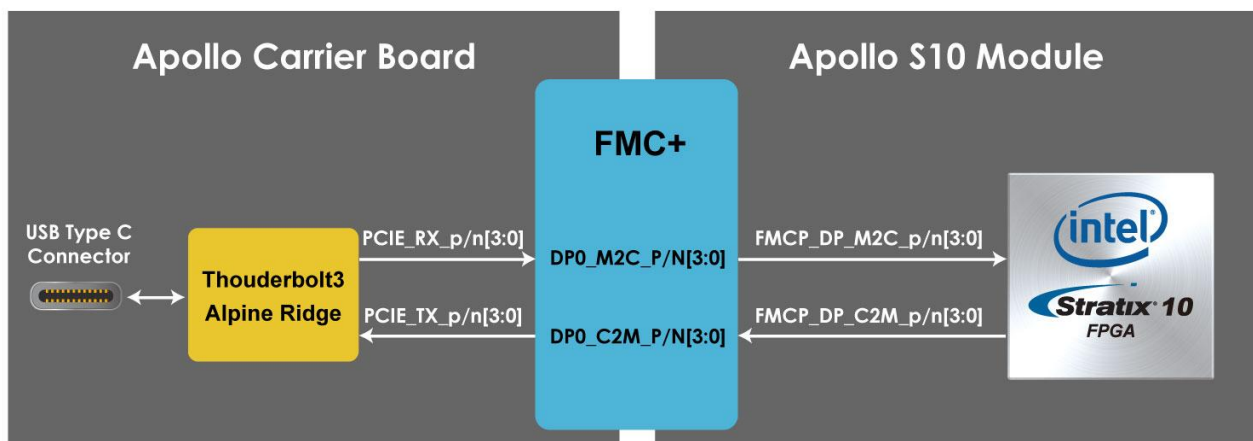 Apollo Carrier Board
Apollo S10 Module
FMC+
USB Type C
Connector
Thouderbolt3
Alpine Ridge
PCIE_RX_p/n[3:0]
PCIE_TX_p/n[3:0]
DP0_M2C_P/N[3:0]
DP0_C2M_P/N[3:0]
FMCP_DP_M2C_p/n[3:0]
FMCP_DP_C2M_p/n[3:0]
intel®
Stratix® 10
FPGA